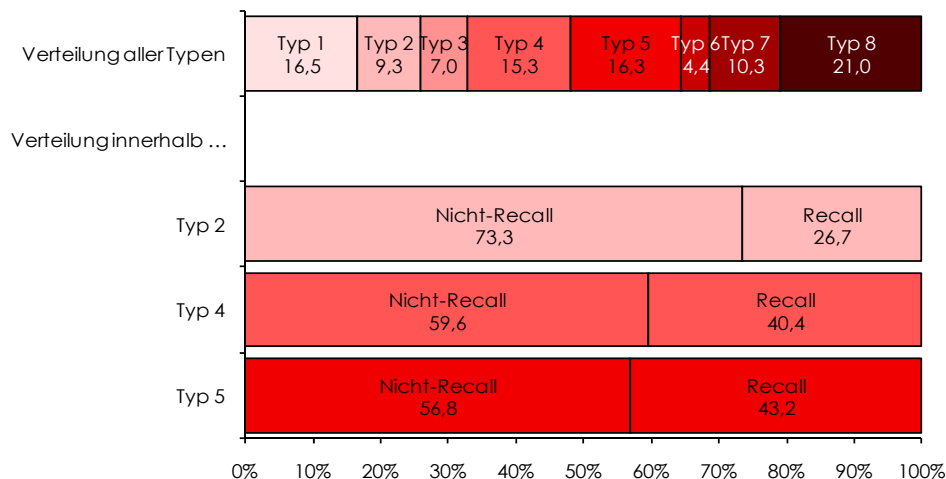 Verteilung aller Typen
Typ 1 Typ 2 Typ 3 Typ 4 Typ 5 Typ 6 Typ 7 Typ 8
16,5 9,3 7,0 15,3 16,3 4,4 10,3 21,0
Verteilung innerhalb …
Typ 2
Nicht-Recall Recall
73,3 26,7
Typ 4
Nicht-Recall Recall
59,6 40,4
Typ 5
Nicht-Recall Recall
56,8 43,2
0% 10% 20% 30% 40% 50% 60% 70% 80% 90% 100%